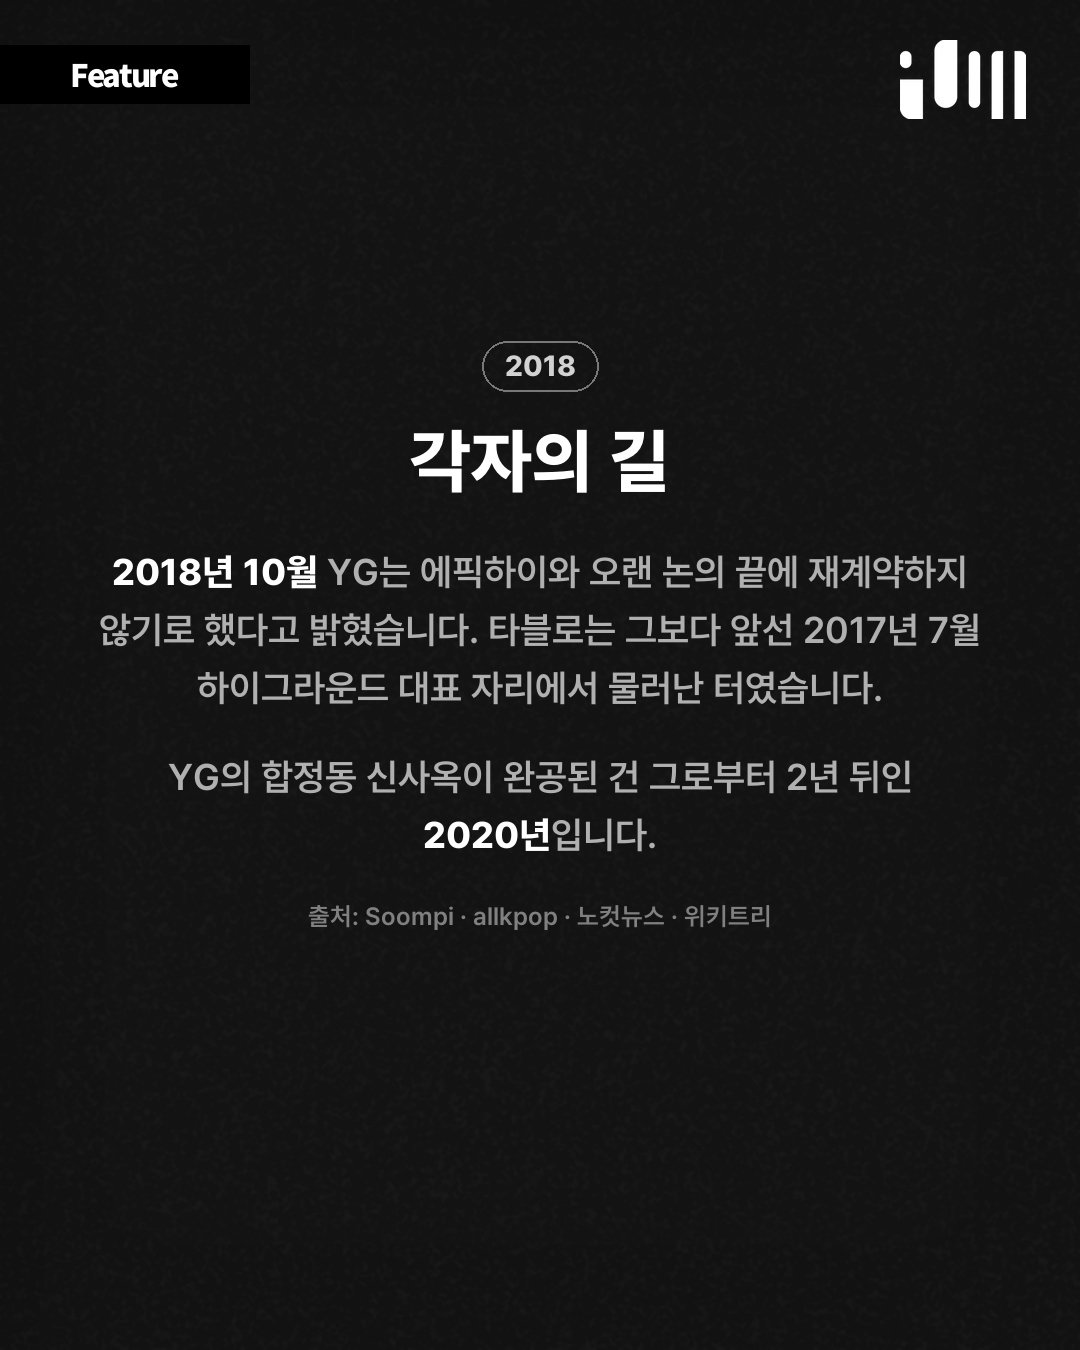 Feature
2018
각자의 길
2018년 10월 YG는 에픽하이와 오랜 논의 끝에 재계약하지
않기로 했다고 밝혔습니다. 타블로는 그보다 앞선 2017년 7월
하이그라운드 대표 자리에서 물러난 터였습니다.
YG의 합정동 신사옥이 완공된 건 그로부터 2년 뒤인
2020년입니다.
출처: Soompi · allkpop · 노컷뉴스 · 위키트리